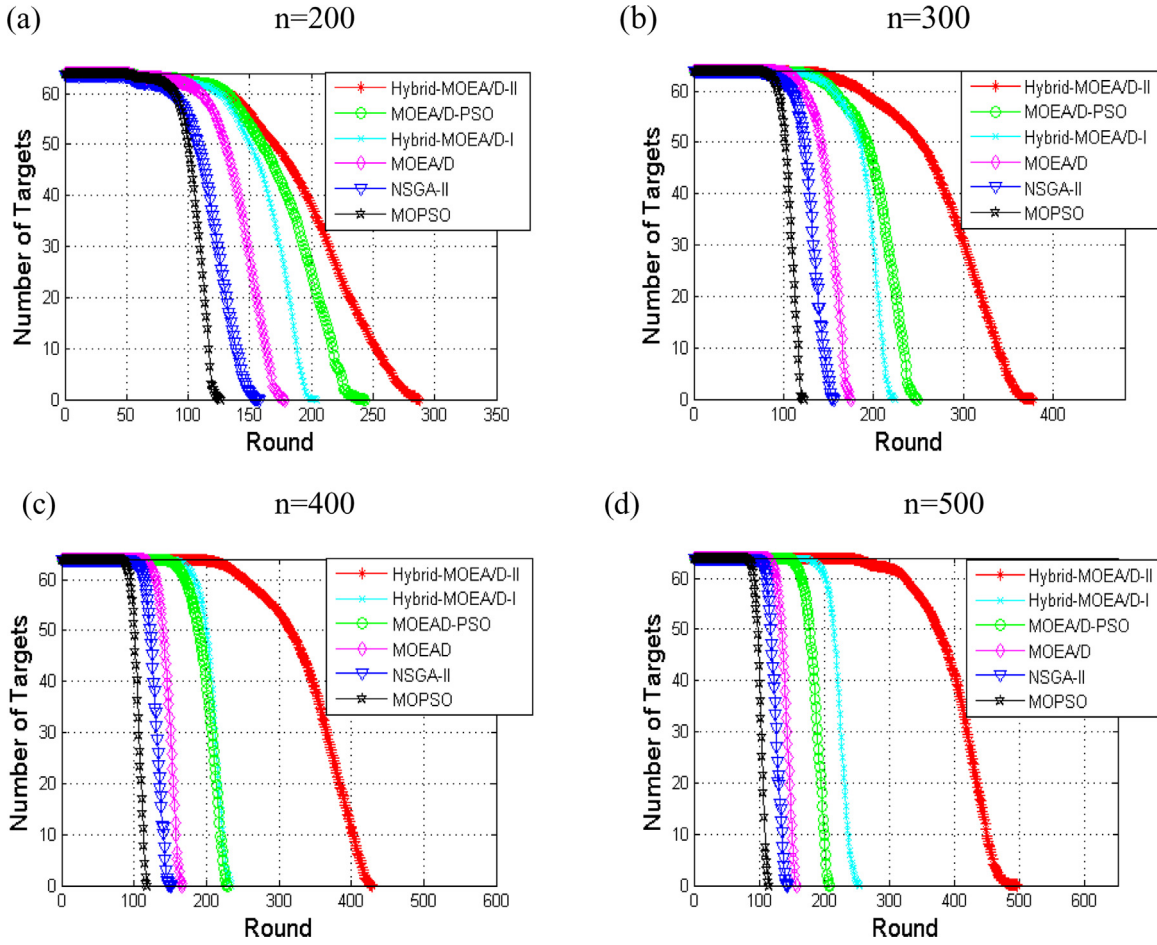 (a)
n=200
Number of Targets
60
50
40
30
20
10
0
0 50 100 150 200 250 300 350
Round
Hybrid-MOEA/D-II
MOEA/D-PSO
Hybrid-MOEA/D-I
MOEA/D
NSGA-II
MOPSO
(b)
n=300
Number of Targets
60
50
40
30
20
10
0
0 100 200 300 400
Round
Hybrid-MOEA/D-II
MOEA/D-PSO
Hybrid-MOEA/D-I
MOEA/D
NSGA-II
MOPSO
(c)
n=400
Number of Targets
60
50
40
30
20
10
0
0 100 200 300 400 500 600
Round
Hybrid-MOEA/D-II
Hybrid-MOEA/D-I
MOEAD-PSO
MOEAD
NSGA-II
MOPSO
(d)
n=500
Number of Targets
60
50
40
30
20
10
0
0 100 200 300 400 500 600
Round
Hybrid-MOEA/D-II
Hybrid-MOEA/D-I
MOEA/D-PSO
MOEA/D
NSGA-II
MOPSO